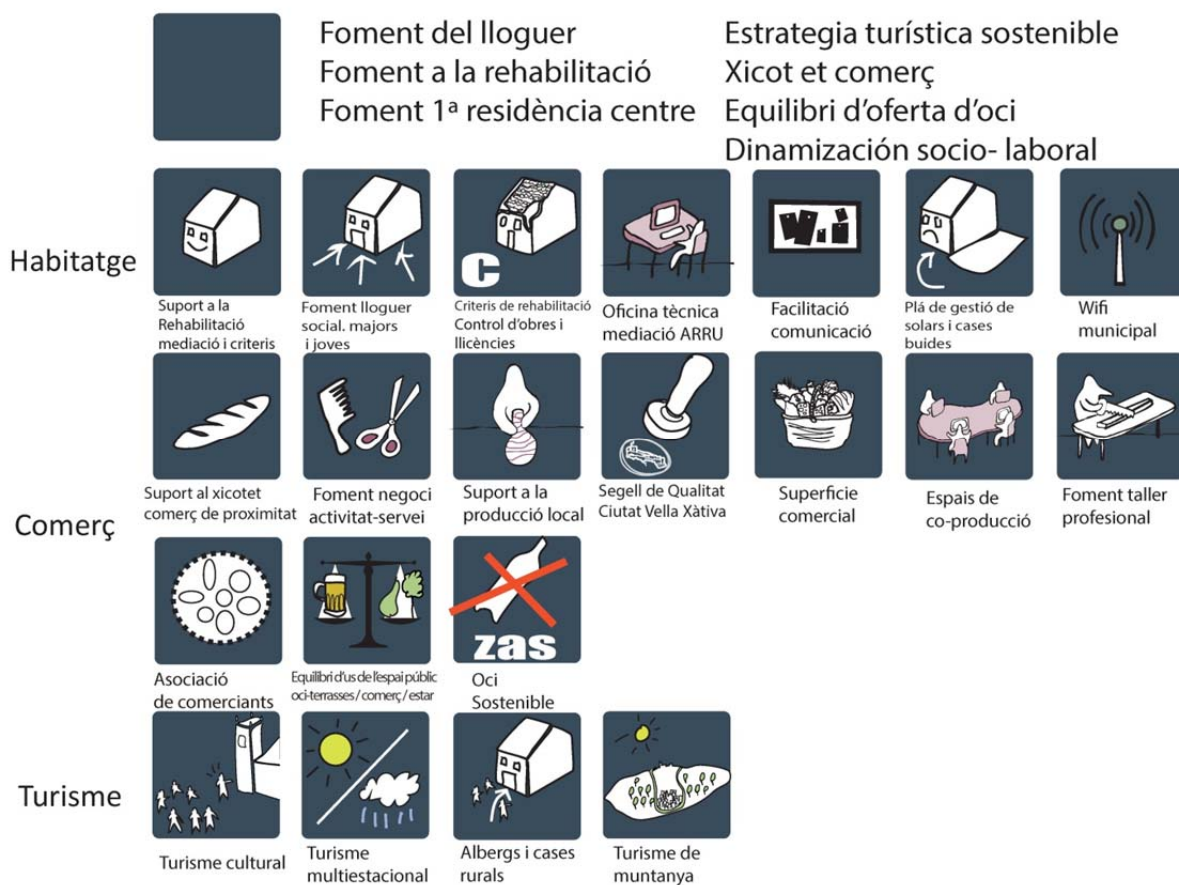 Foment del lloguer
Foment a la rehabilitació
Foment 1ª residència centre
Estrategia turística sostenible
Xicot et comerç
Equilibri d'oferta d'oci
Dinamización socio- laboral
Habitatge
Suport a la
Rehabilitació
mediació i criteris
Foment lloguer
social. majors
i joves
C
Criteris de rehabilitació
Control d'obres i
llicències
Oficina tècnica
mediació ARRU
Facilitació
comunicació
Plá de gestió de
solars i cases
buides
Wifi
municipal
Comerç
Suport al xicotet
comerç de proximitat
Foment negoci
activitat-servei
Suport a la
producció local
Segell de Qualitat
Ciutat Vella Xàtiva
Superficie
comercial
Espais de
co-producció
Foment taller
profesional
Asociació
de comerciants
Equilibri d'us de l'espai públic
oci-terrasses / comerç / estar
zas
Oci
Sostenible
Turisme
Turisme cultural
Turisme
multiestacional
Albergs i cases
rurals
Turisme de
muntanya